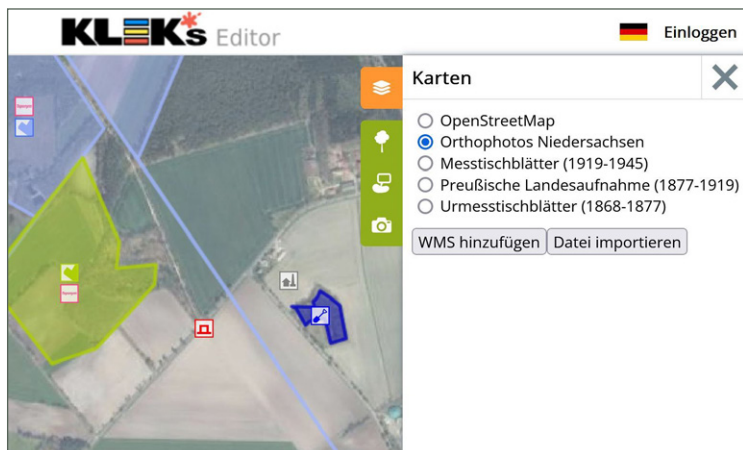 KLEKs Editor
Einloggen
Karten
OpenStreetMap
Orthophotos Niedersachsen
Messtischblätter (1919-1945)
Preußische Landesaufnahme (1877-1919)
Urmesstischblätter (1868-1877)
WMS hinzufügen
Datei importieren